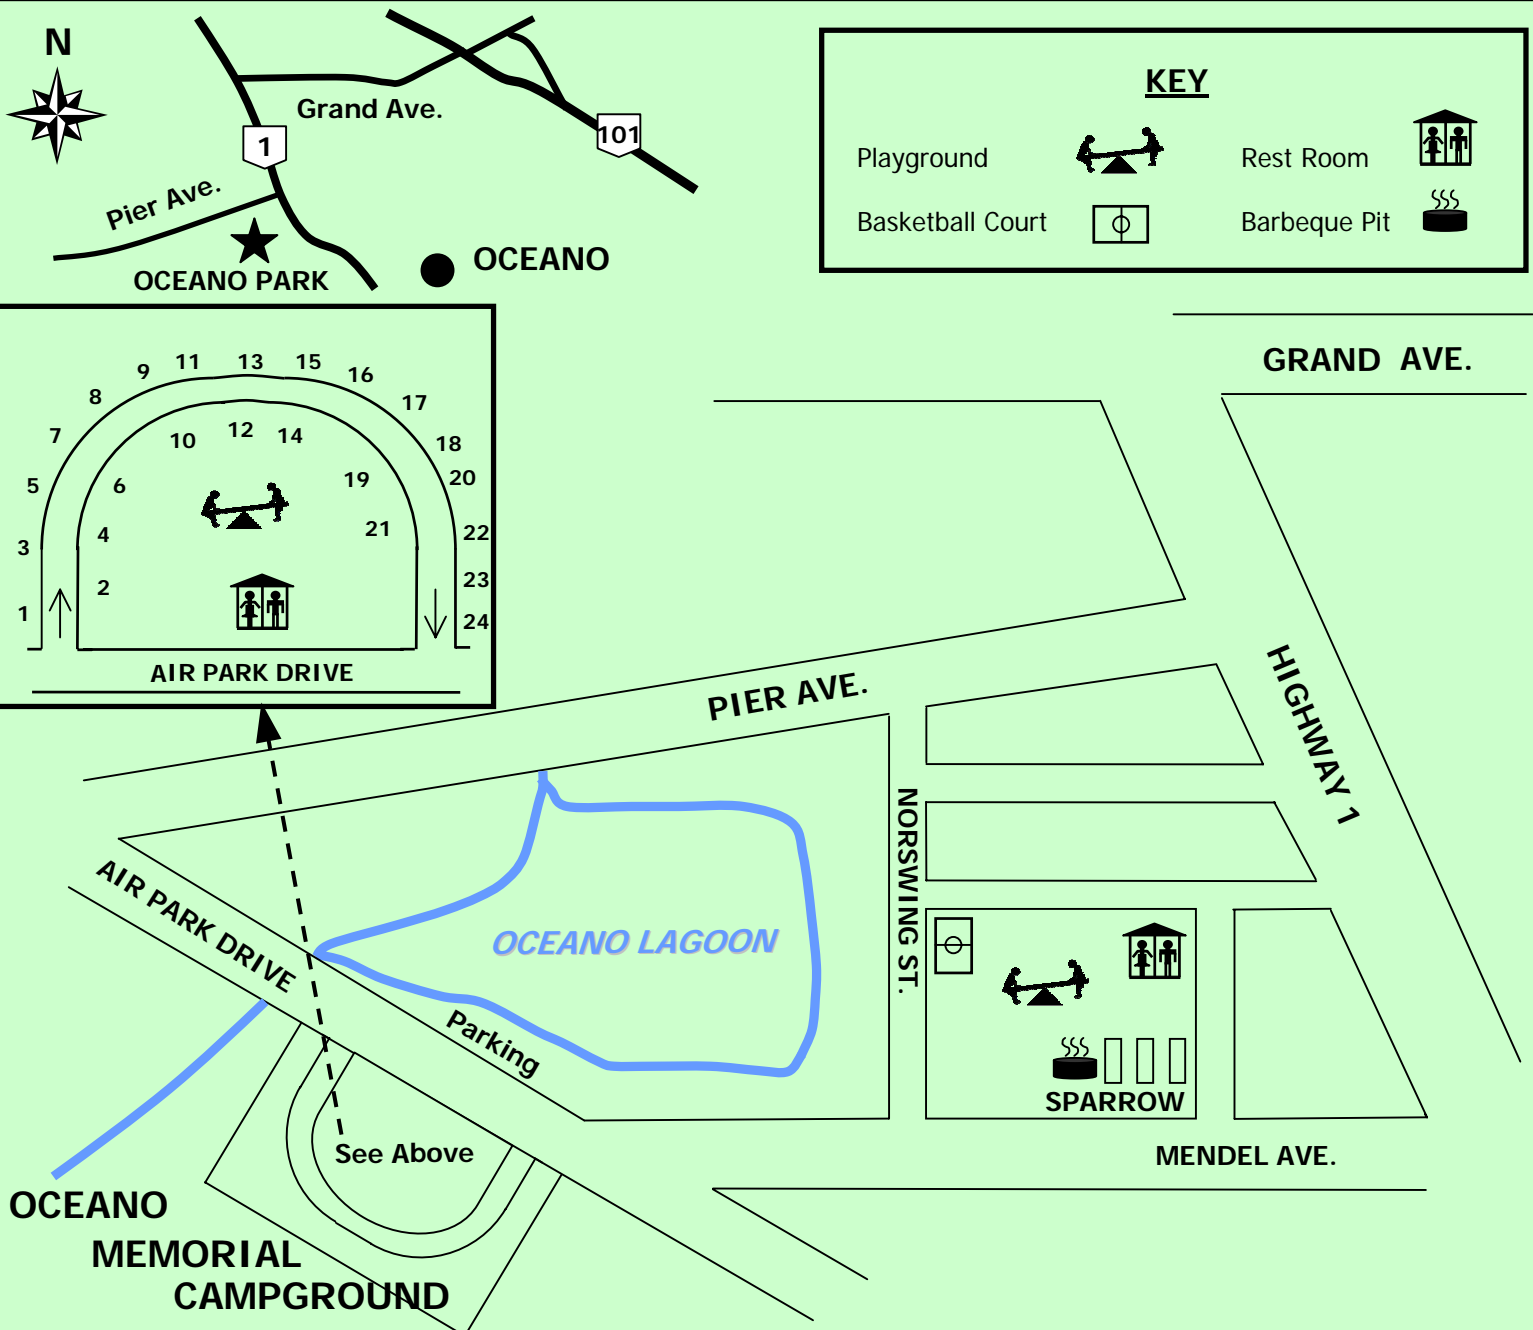 N
Grand Ave.
1
101
Pier Ave.
OCEANO PARK
OCEANO
KEY
Playground
Rest Room
Basketball Court
Barbeque Pit
GRAND AVE.
9 11 13 15 16
8 17
7 10 12 14 18
5 6 19 20
3 4 21 22
2 23
1 24
AIR PARK DRIVE
PIER AVE.
HIGHWAY 1
NORSWING ST.
AIR PARK DRIVE
OCEANO LAGOON
Parking
SPARROW
See Above
MENDEL AVE.
OCEANO
MEMORIAL
CAMPGROUND